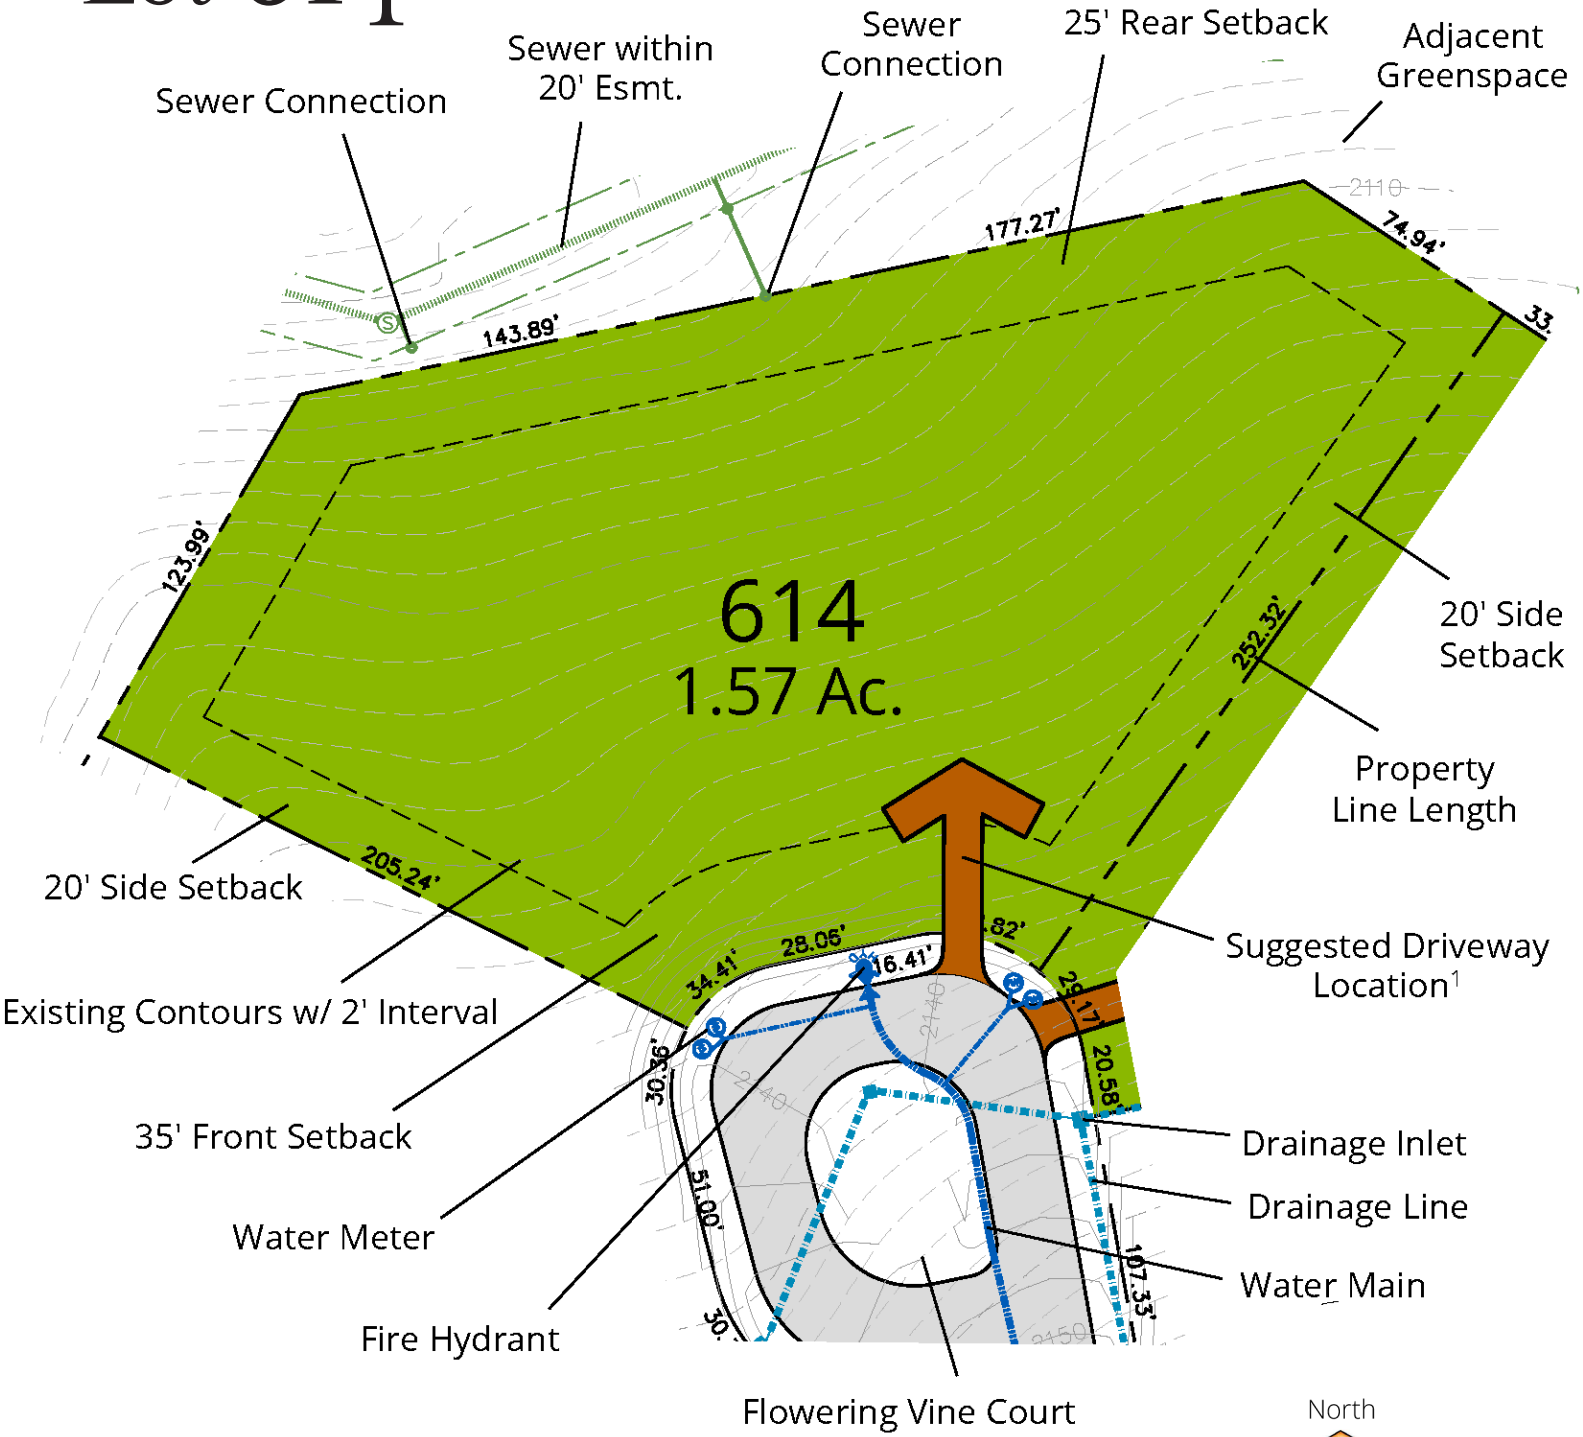 Sewer
Connection
25' Rear Setback
Adjacent
Greenspace
Sewer within
20' Esmt.
Sewer Connection
2110
74.94'
177.27'
33.
S
143.89'
123.99'
614
1.57 Ac.
20' Side
Setback
252.32'
Property
Line Length
205.24'
20' Side Setback
.82'
28.06'
16.41'
34.41'
Suggested Driveway
Location1
29.17'
Existing Contours w/ 2' Interval
2140
30.36'
2140
20.58'
35' Front Setback
Drainage Inlet
51.00'
Drainage Line
Water Meter
107.33'
Water Main
30.
2150
Fire Hydrant
Flowering Vine Court
North